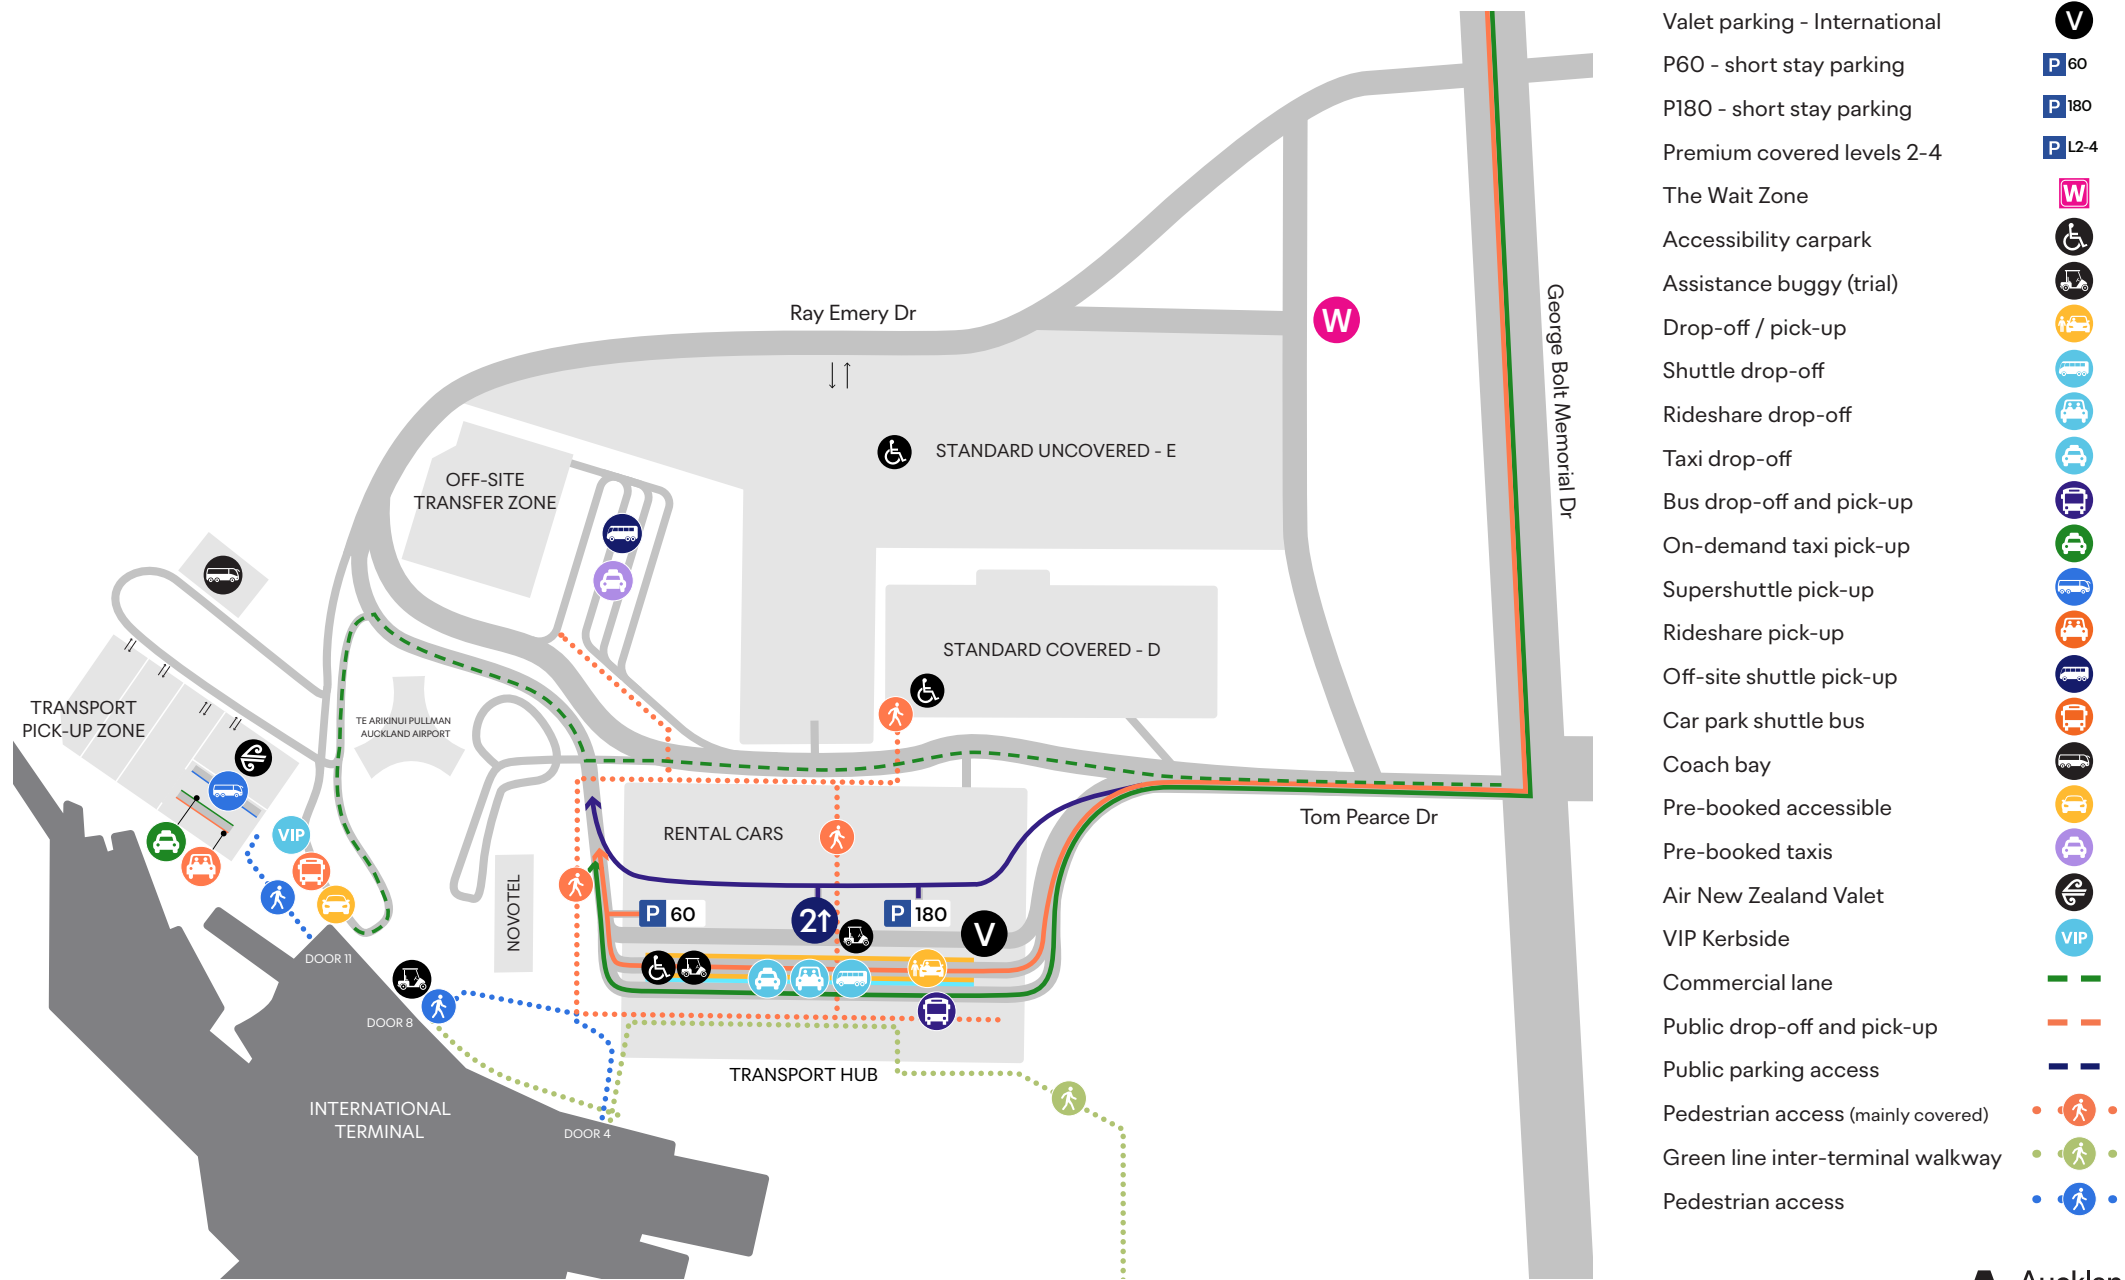 Ray Emery Dr
George Bolt Memorial Dr
W
STANDARD UNCOVERED - E
OFF-SITE
TRANSFER ZONE
STANDARD COVERED - D
TRANSPORT
PICK-UP ZONE
TE ARIKINUI PULLMAN
AUCKLAND AIRPORT
VIP
RENTAL CARS
Tom Pearce Dr
NOVOTEL
P 60
2↑
P 180
V
DOOR 11
DOOR 8
DOOR 4
TRANSPORT HUB
INTERNATIONAL
TERMINAL
Valet parking - International V
P60 - short stay parking P 60
P180 - short stay parking P 180
Premium covered levels 2-4 P L2-4
The Wait Zone W
Accessibility carpark
Assistance buggy (trial)
Drop-off / pick-up
Shuttle drop-off
Rideshare drop-off
Taxi drop-off
Bus drop-off and pick-up
On-demand taxi pick-up
Supershuttle pick-up
Rideshare pick-up
Off-site shuttle pick-up
Car park shuttle bus
Coach bay
Pre-booked accessible
Pre-booked taxis
Air New Zealand Valet
VIP Kerbside VIP
Commercial lane
Public drop-off and pick-up
Public parking access
Pedestrian access (mainly covered)
Green line inter-terminal walkway
Pedestrian access